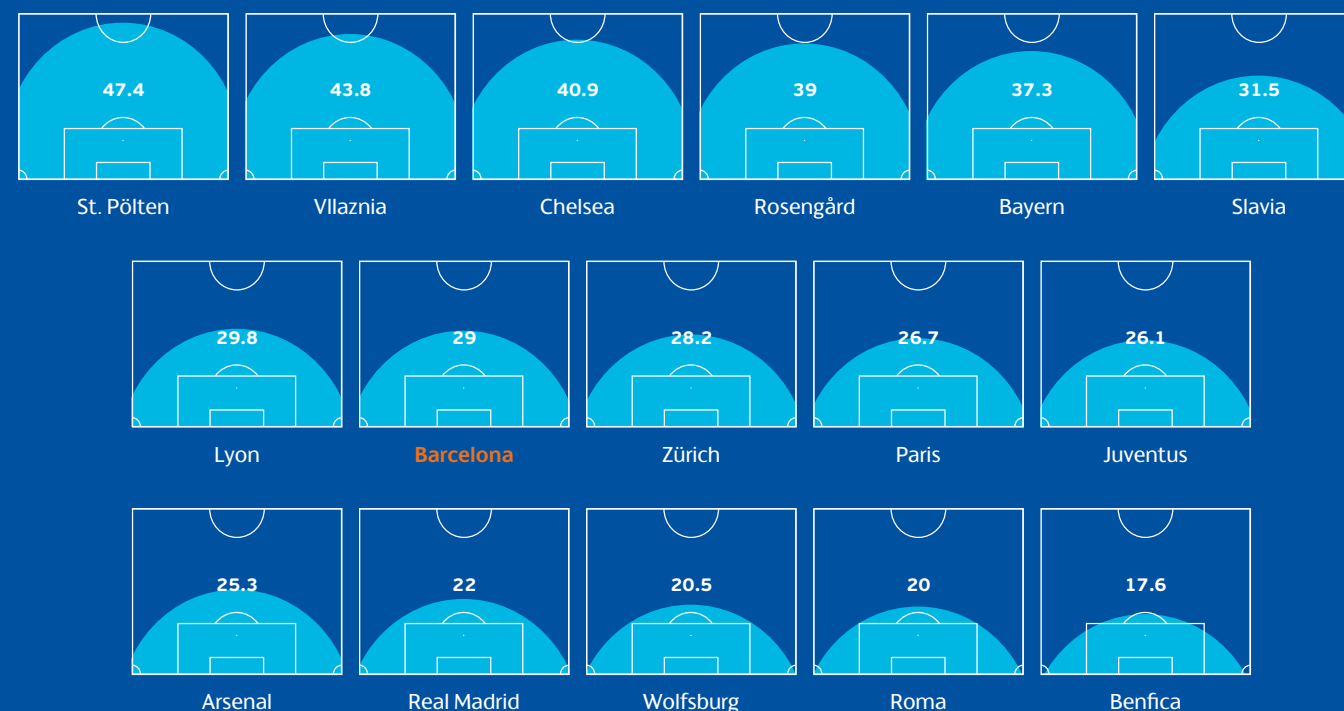 47.4 43.8 40.9 39 37.3 31.5
St. Pölten Vllaznia Chelsea Rosengård Bayern Slavia
29.8 29 28.2 26.7 26.1
Lyon Barcelona Zürich Paris Juventus
25.3 22 20.5 20 17.6
Arsenal Real Madrid Wolfsburg Roma Benfica